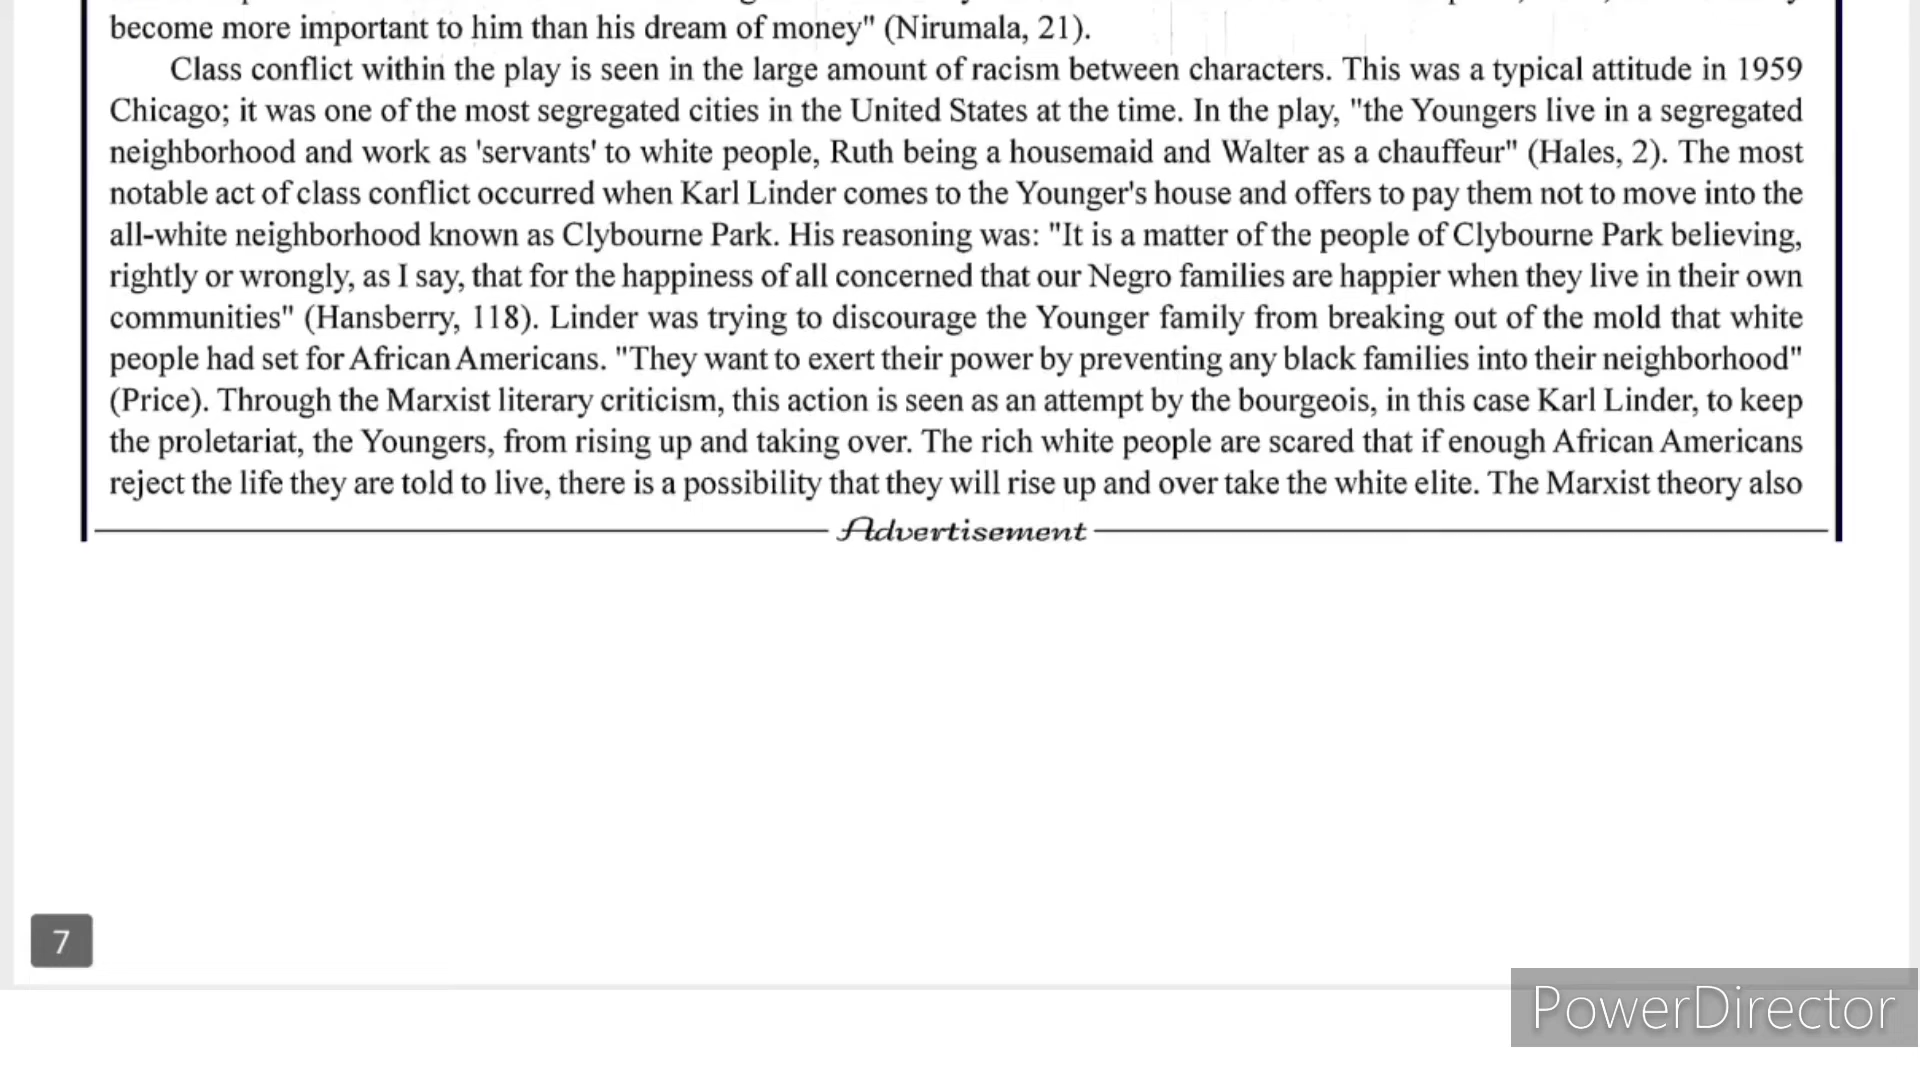 become more important to him than his dream of money" (Nirumala, 21).
Class conflict within the play is seen in the large amount of racism between characters. This was a typical attitude in 1959
Chicago; it was one of the most segregated cities in the United States at the time. In the play, "the Youngers live in a segregated
neighborhood and work as 'servants' to white people, Ruth being a housemaid and Walter as a chauffeur" (Hales, 2). The most
notable act of class conflict occurred when Karl Linder comes to the Younger's house and offers to pay them not to move into the
all-white neighborhood known as Clybourne Park. His reasoning was: "It is a matter of the people of Clybourne Park believing,
rightly or wrongly, as I say, that for the happiness of all concerned that our Negro families are happier when they live in their own
communities" (Hansberry, 118). Linder was trying to discourage the Younger family from breaking out of the mold that white
people had set for African Americans. "They want to exert their power by preventing any black families into their neighborhood"
(Price). Through the Marxist literary criticism, this action is seen as an attempt by the bourgeois, in this case Karl Linder, to keep
the proletariat, the Youngers, from rising up and taking over. The rich white people are scared that if enough African Americans
reject the life they are told to live, there is a possibility that they will rise up and over take the white elite. The Marxist theory also
Advertisement
7
PowerDirector